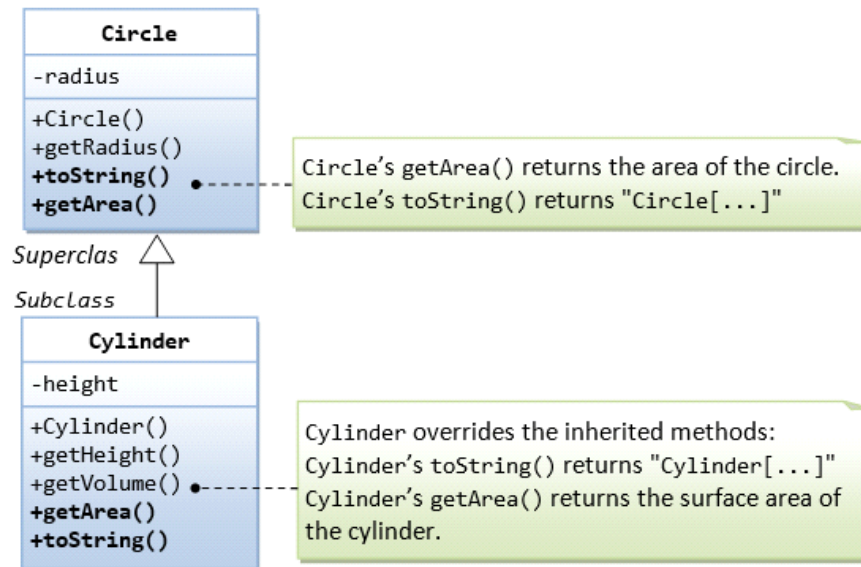 Circle
-radius
+Circle()
+getRadius()
+toString()
+getArea()
Circle's getArea() returns the area of the circle.
Circle's toString() returns "Circle[...]"
Superclas
Subclass
Cylinder
-height
+Cylinder()
+getHeight()
+getVolume()
+getArea()
+toString()
Cylinder overrides the inherited methods:
Cylinder's toString() returns "Cylinder[...]"
Cylinder's getArea() returns the surface area of
the cylinder.